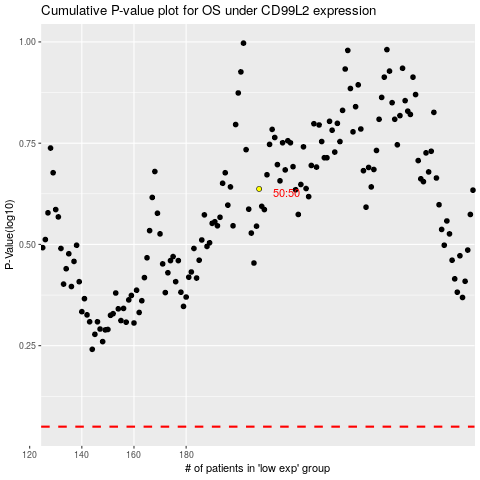 Cumulative P-value plot for OS under CD99L2 expression
1.00
0.75
0.50
0.25
P-Value(log10)
50:50
120 140 160 180
# of patients in 'low exp' group